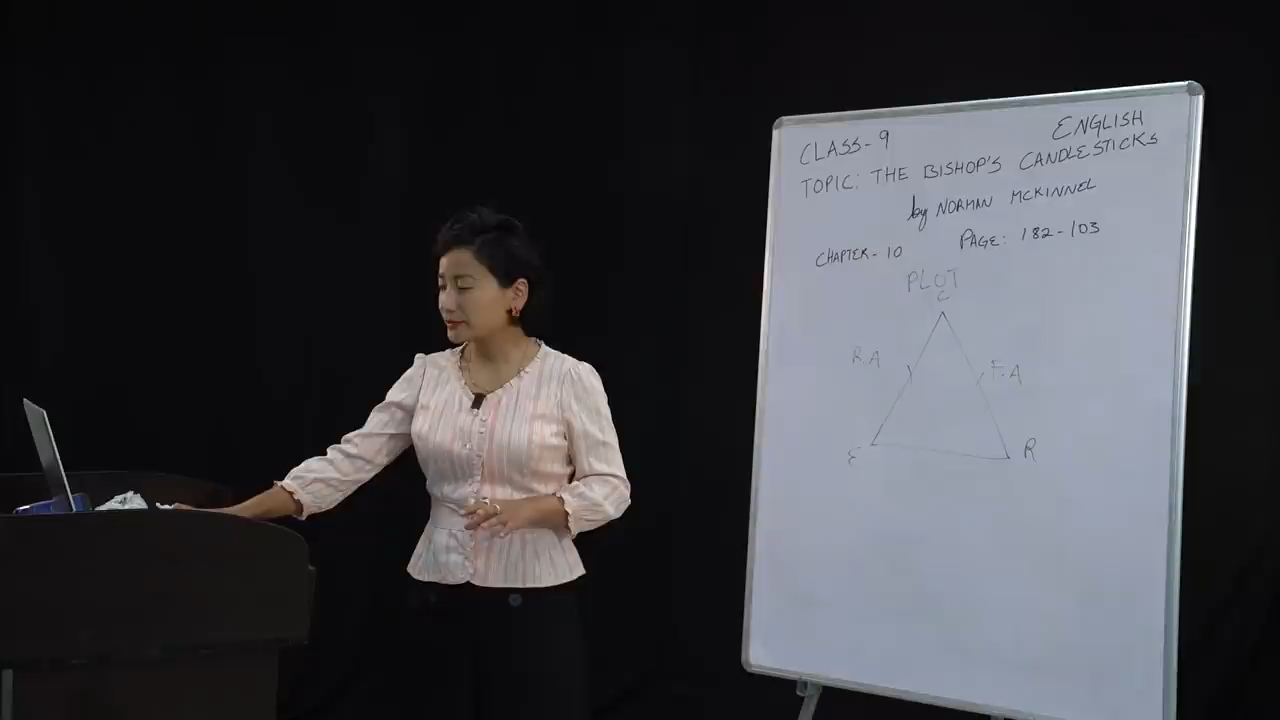 CLASS-9 ENGLISH
TOPIC: THE BISHOP'S CANDLESTICKS
by NORMAN MCKINNEL
CHAPTER-10 PAGE: 182-103
PLOT
C
R.A F.A
E R